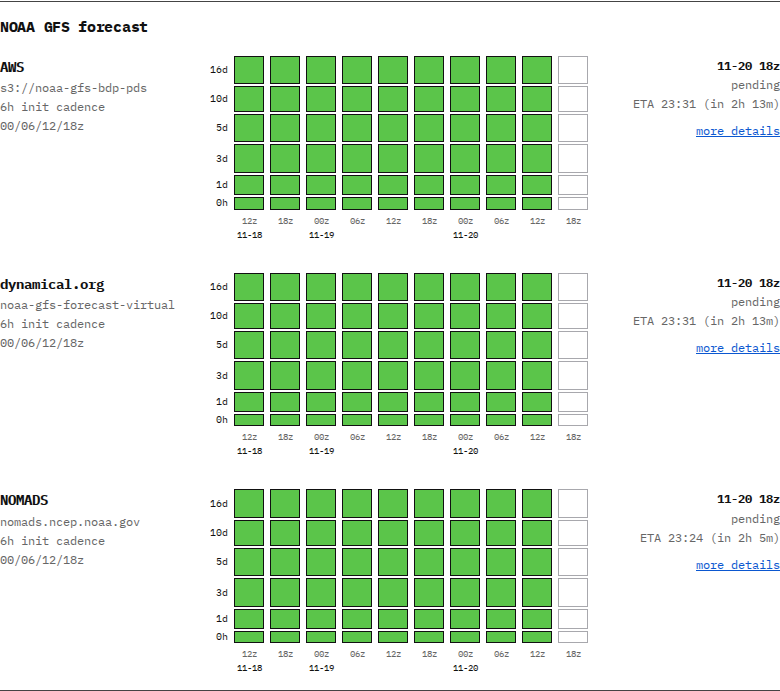 NOAA GFS forecast
AWS
s3://noaa-gfs-bdp-pds
6h init cadence
00/06/12/18z
16d
10d
5d
3d
1d
0h
12z 18z 00z 06z 12z 18z 00z 06z 12z 18z
11-18 11-19 11-20
11-20 18z
pending
ETA 23:31 (in 2h 13m)
more details
dynamical.org
noaa-gfs-forecast-virtual
6h init cadence
00/06/12/18z
16d
10d
5d
3d
1d
0h
12z 18z 00z 06z 12z 18z 00z 06z 12z 18z
11-18 11-19 11-20
11-20 18z
pending
ETA 23:31 (in 2h 13m)
more details
NOMADS
nomads.ncep.noaa.gov
6h init cadence
00/06/12/18z
16d
10d
5d
3d
1d
0h
12z 18z 00z 06z 12z 18z 00z 06z 12z 18z
11-18 11-19 11-20
11-20 18z
pending
ETA 23:24 (in 2h 5m)
more details